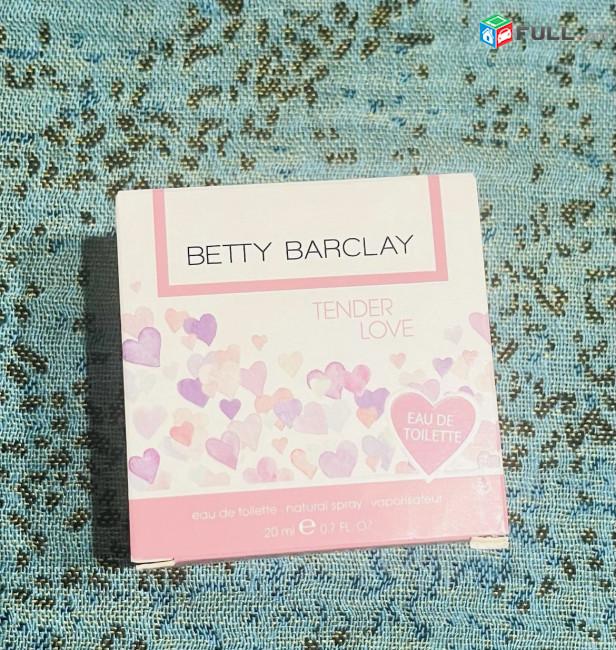 FULL
BETTY BARCLAY
TENDER
LOVE
EAU DE
TOILETTE
eau de toilette . natural spray . vaporisateur
20 ml e 0.7 FL. OZ